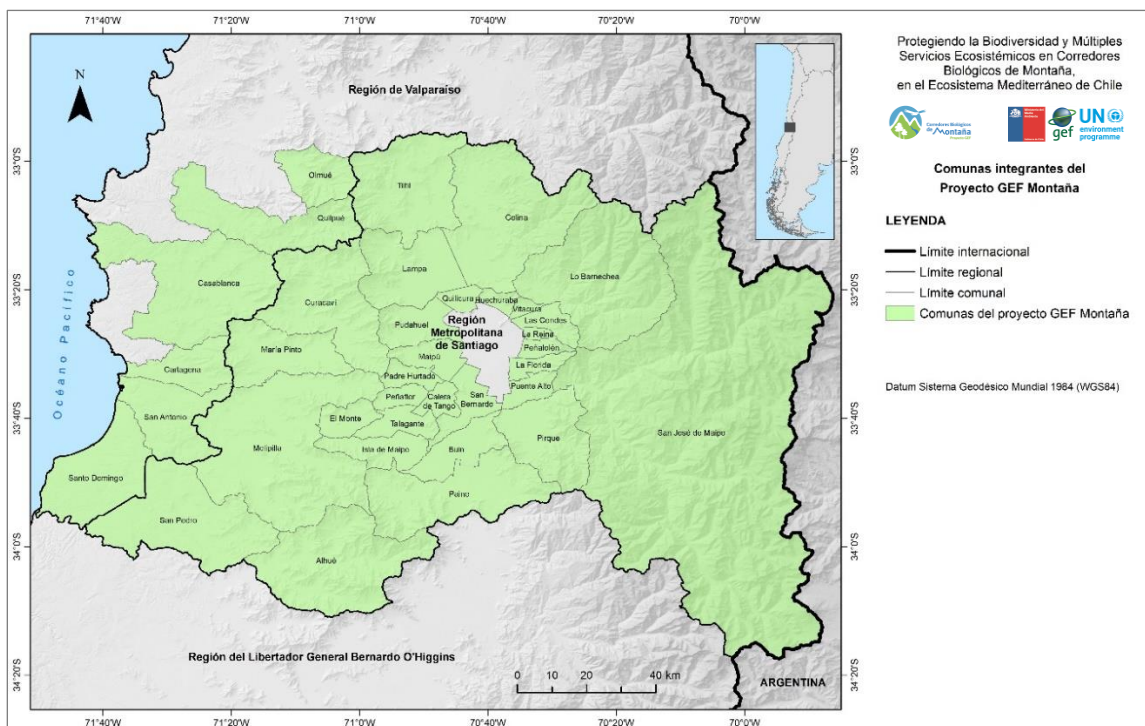 71°40'W
71°20'W
71°0'W
70°40'W
70°20'W
70°0'W
33°0'S
33°20'S
33°40'S
34°0'S
34°20'S
N
Océano Pacífico
Región de Valparaíso
Olmué
Tiltil
Quilpué
Colina
Casablanca
Lampa
Lo Barnechea
Curacaví
Quilicura
Huechuraba
Vitacura
Pudahuel
Región
Metropolitana
de Santiago
Las Condes
La Reina
María Pinto
Maipú
Peñalolén
Cartagena
Padre Hurtado
La Florida
Peñaflor
Calera
de Tango
San
Bernardo
Puente Alto
San Antonio
El Monte
Talagante
San José de Maipo
Pirque
Melipilla
Isla de Maipo
Buin
Santo Domingo
Paine
San Pedro
Alhué
Región del Libertador General Bernardo O'Higgins
0 10 20 40 km
ARGENTINA
71°40'W
71°20'W
71°0'W
70°40'W
70°20'W
70°0'W
33°0'S
33°20'S
33°40'S
34°0'S
34°20'S
Protegiendo la Biodiversidad y Múltiples
Servicios Ecosistémicos en Corredores
Biológicos de Montaña,
en el Ecosistema Mediterráneo de Chile
Corredores Biológicos
de Montaña
gef
UN
environment
programme
Comunas integrantes del
Proyecto GEF Montaña
LEYENDA
Límite internacional
Límite regional
Límite comunal
Comunas del proyecto GEF Montaña
Datum Sistema Geodésico Mundial 1984 (WGS84)